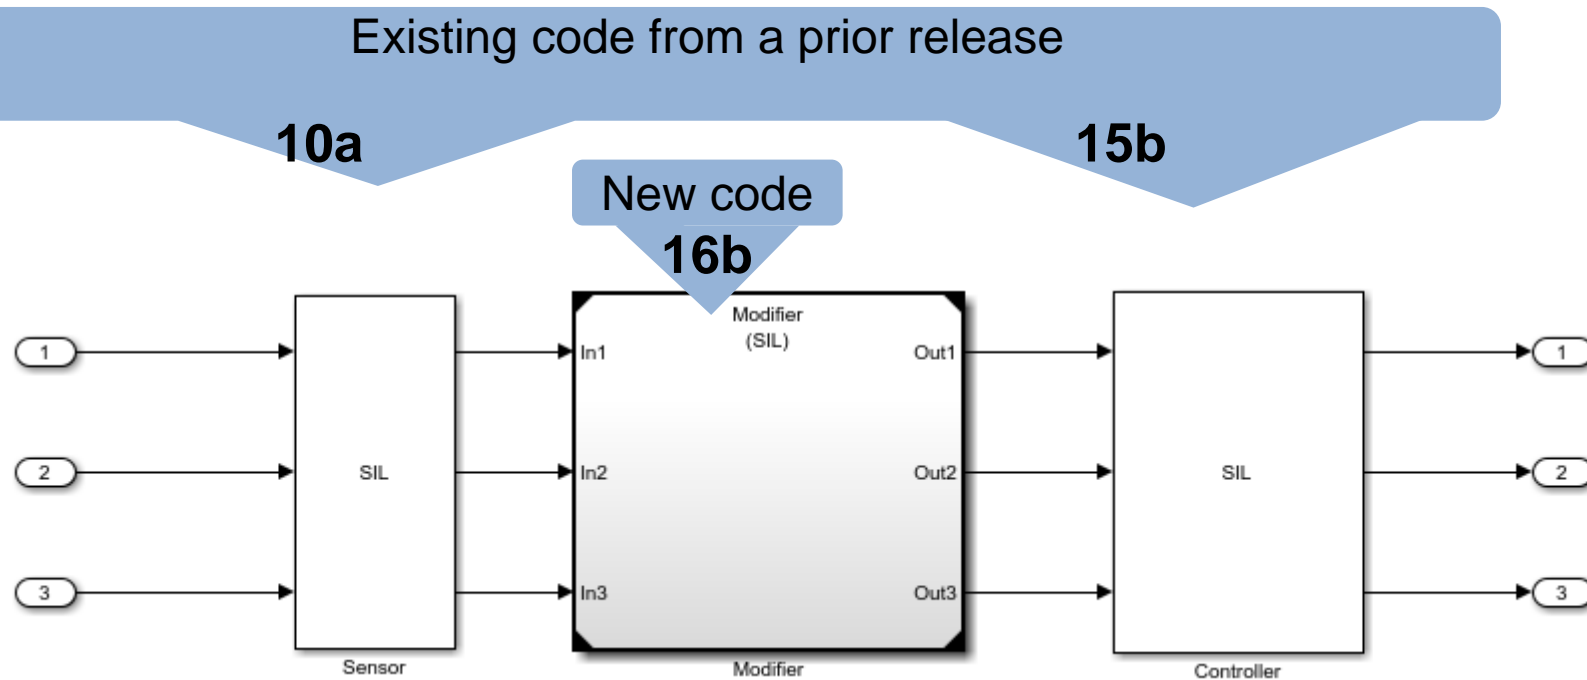 Existing code from a prior release
10a
15b
New code
16b
Modifier
(SIL)
1
In1
Out1
1
2
SIL
In2
Out2
SIL
2
3
In3
Out3
3
Sensor
Modifier
Controller